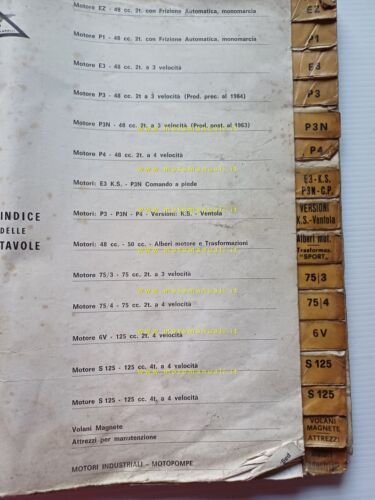 Motore EZ - 48 cc. 2t. con Frizione Automatica, monomarcia
EZ
Motore P1 - 48 cc. 2t. con Frizione Automatica, monomarcia
P1
Motore E3 - 48 cc. 2t. a 3 velocità
E3
Motore P3 - 48 cc. 2t a 3 velocità (Prod. prec. al 1964)
P3
Motore P3N - 48 cc. 2t. a 3 velocità (Prod. post. al 1963)
P3N
Motore P4 - 48 cc. 2t. a 4 velocità
P4
Motori: E3 K.S. - P3N Comando a piede
E3-K.S.
P3N-C.P.
Motori: P3 - P3N - P4 - Versioni: K.S. - Ventola
VERSIONI
K.S.-Ventola
INDICE
DELLE
TAVOLE
Motori: 48 cc. - 50 cc. - Alberi motore e Trasformazioni
Alberi mot.
Trasformaz.
"SPORT"
Motore 75/3 - 75 cc. 2t. a 3 velocità
75/3
Motore 75/4 - 75 cc. 2t. a 4 velocità
75/4
Motore 6V - 125 cc. 2t. 4 velocità
6V
Motore S 125 - 125 cc. 4t. a 4 velocità
S 125
Motore S 125 - 125 cc. 4t. a 4 velocità
S 125
Volani Magnete
VOLANI
MAGNETE
Attrezzi per manutenzione
ATTREZZI
MOTORI INDUSTRIALI - MOTOPOMPE